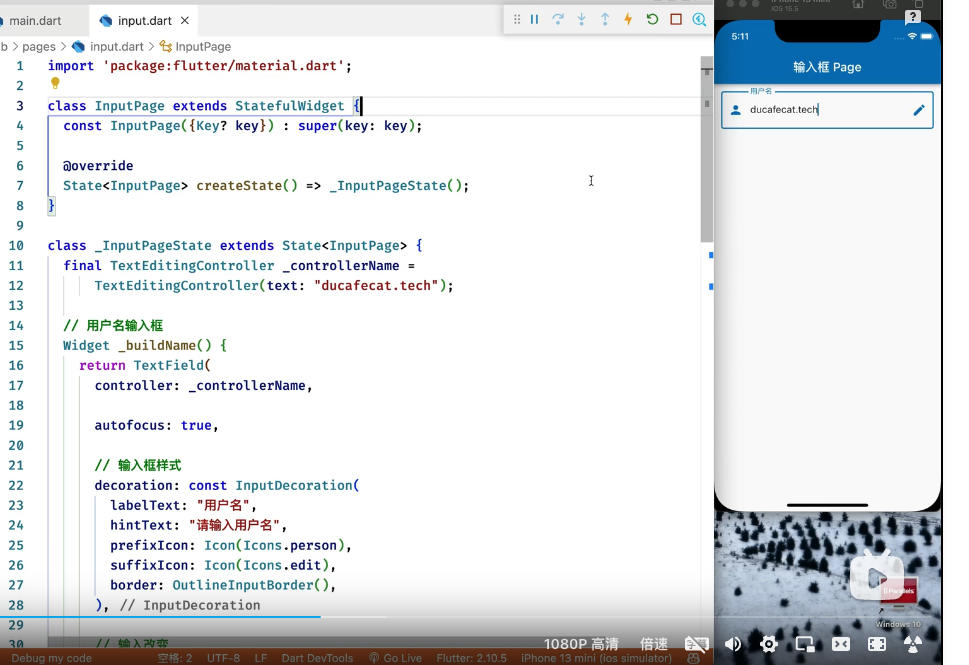 main.dart
input.dart
b > pages > input.dart > InputPage
1 import 'package:flutter/material.dart';
2
3 class InputPage extends StatefulWidget {
4 const InputPage({Key? key}) : super(key: key);
5
6 @override
7 State<InputPage> createState() => _InputPageState();
8 }
9
10 class _InputPageState extends State<InputPage> {
11 final TextEditingController _controllerName =
12 TextEditingController(text: "ducafecat.tech");
13
14 // 用户名输入框
15 Widget _buildName() {
16 return TextField(
17 controller: _controllerName,
18
19 autofocus: true,
20
21 // 输入框样式
22 decoration: const InputDecoration(
23 labelText: "用户名",
24 hintText: "请输入用户名",
25 prefixIcon: Icon(Icons.person),
26 suffixIcon: Icon(Icons.edit),
27 border: OutlineInputBorder(),
28 ), // InputDecoration
29
30 // 输入改变
Debug my code 空格: 2 UTF-8 LF Dart DevTools Go Live Flutter: 2.10.5 iPhone 13 mini (ios simulator)
1080P 高清 倍速
iOS 15.5
5:11
输入框 Page
用户名
ducafecat.tech
Parallels
Windows 10